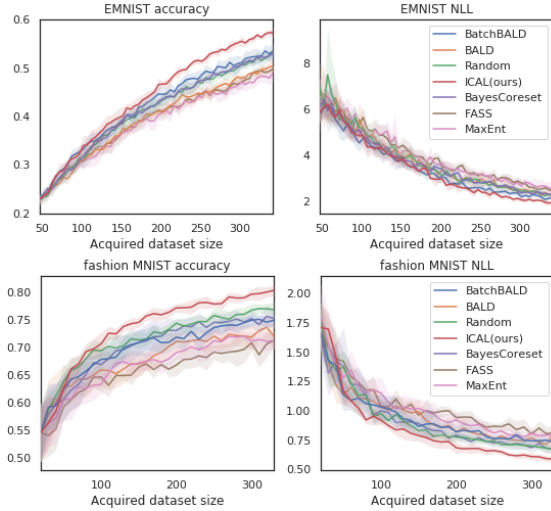 EMNIST accuracy
0.6
0.5
0.4
0.3
0.2
50 100 150 200 250 300
Acquired dataset size
EMNIST NLL
8
6
4
2
50 100 150 200 250 300
Acquired dataset size
BatchBALD
BALD
Random
ICAL(ours)
BayesCoreset
FASS
MaxEnt
fashion MNIST accuracy
0.80
0.75
0.70
0.65
0.60
0.55
0.50
100 200 300
Acquired dataset size
fashion MNIST NLL
2.00
1.75
1.50
1.25
1.00
0.75
0.50
100 200 300
Acquired dataset size
BatchBALD
BALD
Random
ICAL(ours)
BayesCoreset
FASS
MaxEnt